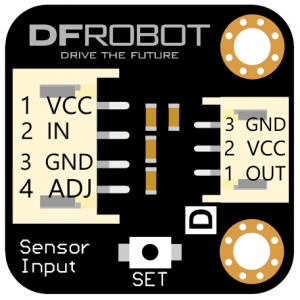 DFROBOT
DRIVE THE FUTURE
1 VCC
2 IN
3 GND
4 ADJ
3 GND
2 VCC
1 OUT
D
Sensor
Input
SET